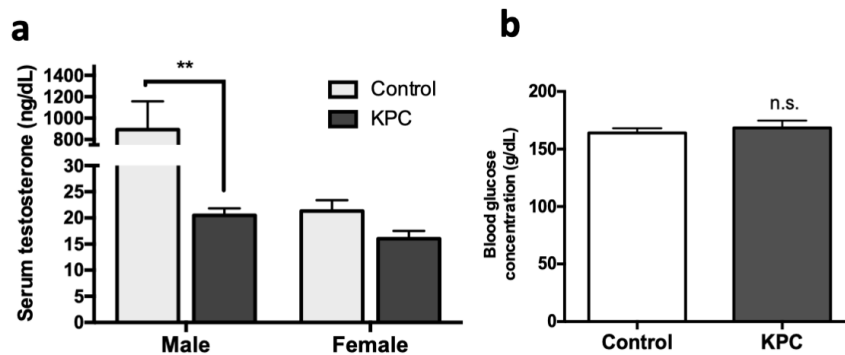 a
Serum testosterone (ng/dL)
1400
1200
1000
800
30
25
20
15
10
5
0
**
Control
KPC
Male
Female
b
Blood glucose
concentration (g/dL)
200
150
100
50
0
n.s.
Control
KPC